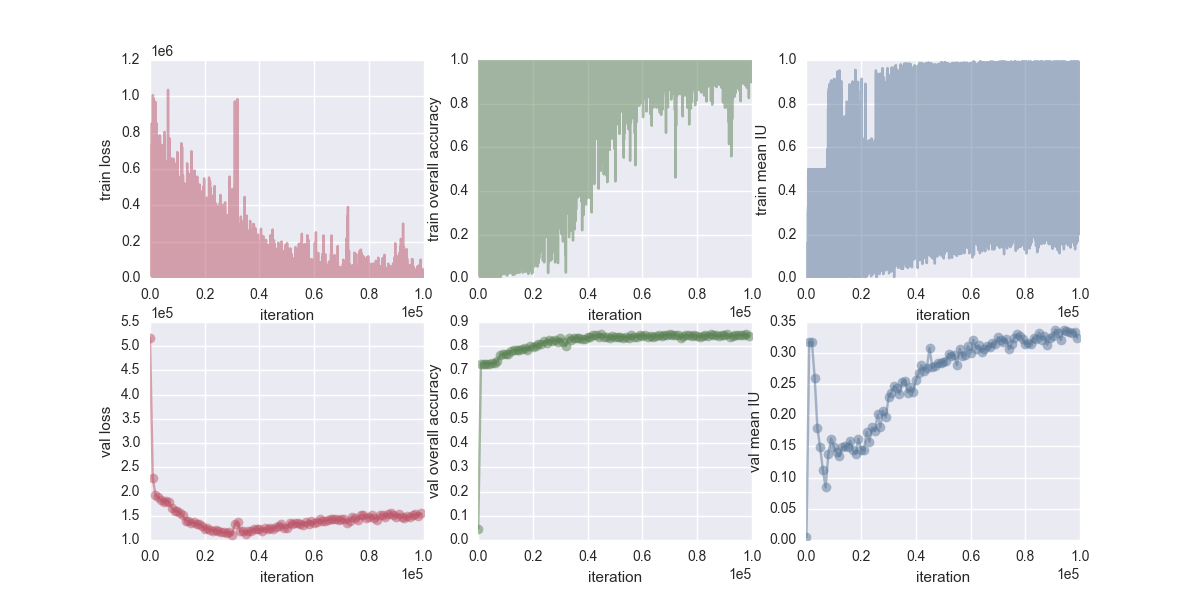 1e6
1.2
1.0
0.8
0.6
0.4
0.2
0.0
train loss
0.0 0.2 0.4 0.6 0.8 1.0
iteration 1e5
1.0
0.8
0.6
0.4
0.2
0.0
train overall accuracy
0.0 0.2 0.4 0.6 0.8 1.0
iteration 1e5
1.0
0.8
0.6
0.4
0.2
0.0
train mean IU
0.0 0.2 0.4 0.6 0.8 1.0
iteration 1e5
1e5
5.5
5.0
4.5
4.0
3.5
3.0
2.5
2.0
1.5
1.0
val loss
0.0 0.2 0.4 0.6 0.8 1.0
iteration 1e5
0.9
0.8
0.7
0.6
0.5
0.4
0.3
0.2
0.1
0.0
val overall accuracy
0.0 0.2 0.4 0.6 0.8 1.0
iteration 1e5
0.35
0.30
0.25
0.20
0.15
0.10
0.05
0.00
val mean IU
0.0 0.2 0.4 0.6 0.8 1.0
iteration 1e5